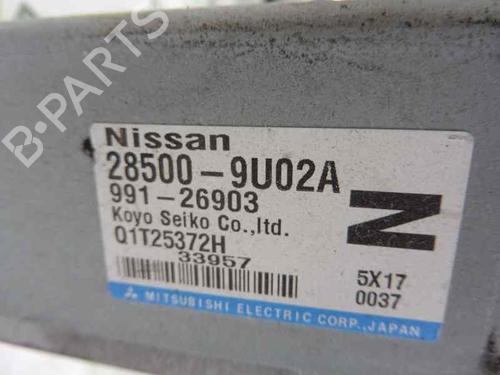 B-PARTS
Nissan
28500-9U02A
991-26903
Koyo Seiko Co.,ltd.
Q1T25372H
33957
N
5X17
0037
MITSUBISHI ELECTRIC CORP., JAPAN